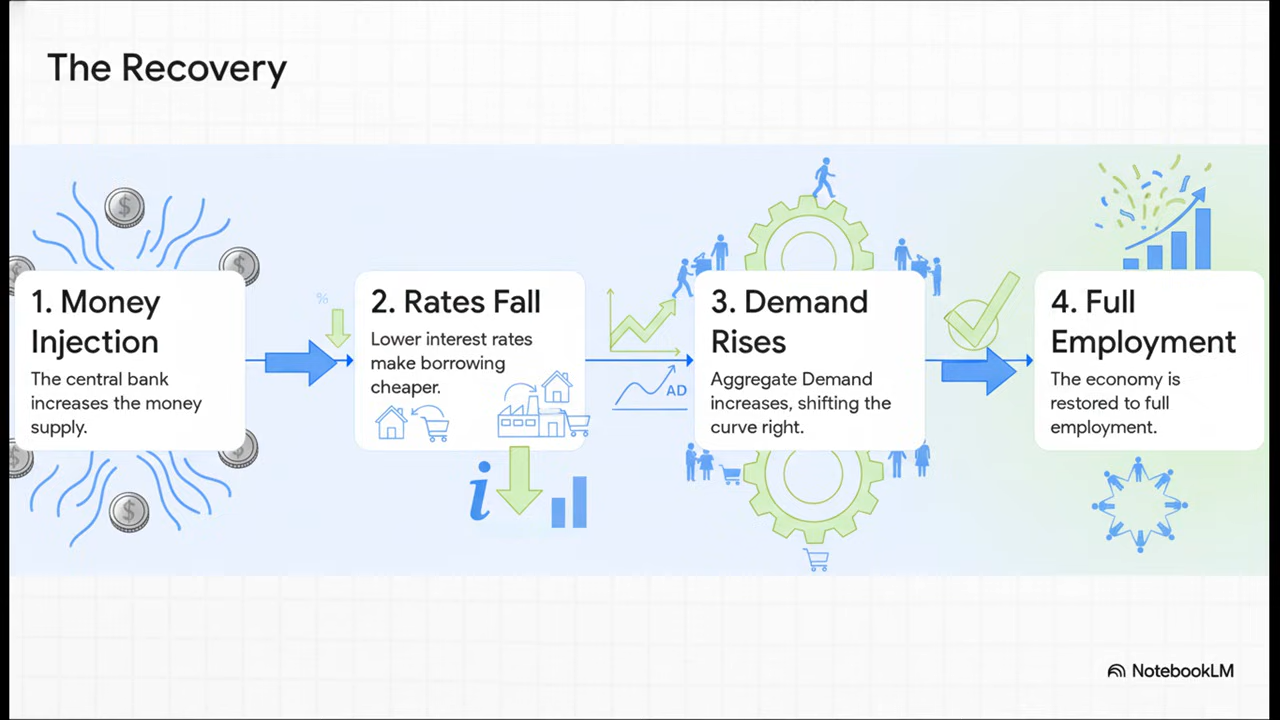 The Recovery
1. Money
Injection
The central bank
increases the money
supply.
%
2. Rates Fall
Lower interest rates
make borrowing
cheaper.
i
AD
3. Demand
Rises
Aggregate Demand
increases, shifting the
curve right.
4. Full
Employment
The economy is
restored to full
employment.
$
$
$
$
$
$
NotebookLM